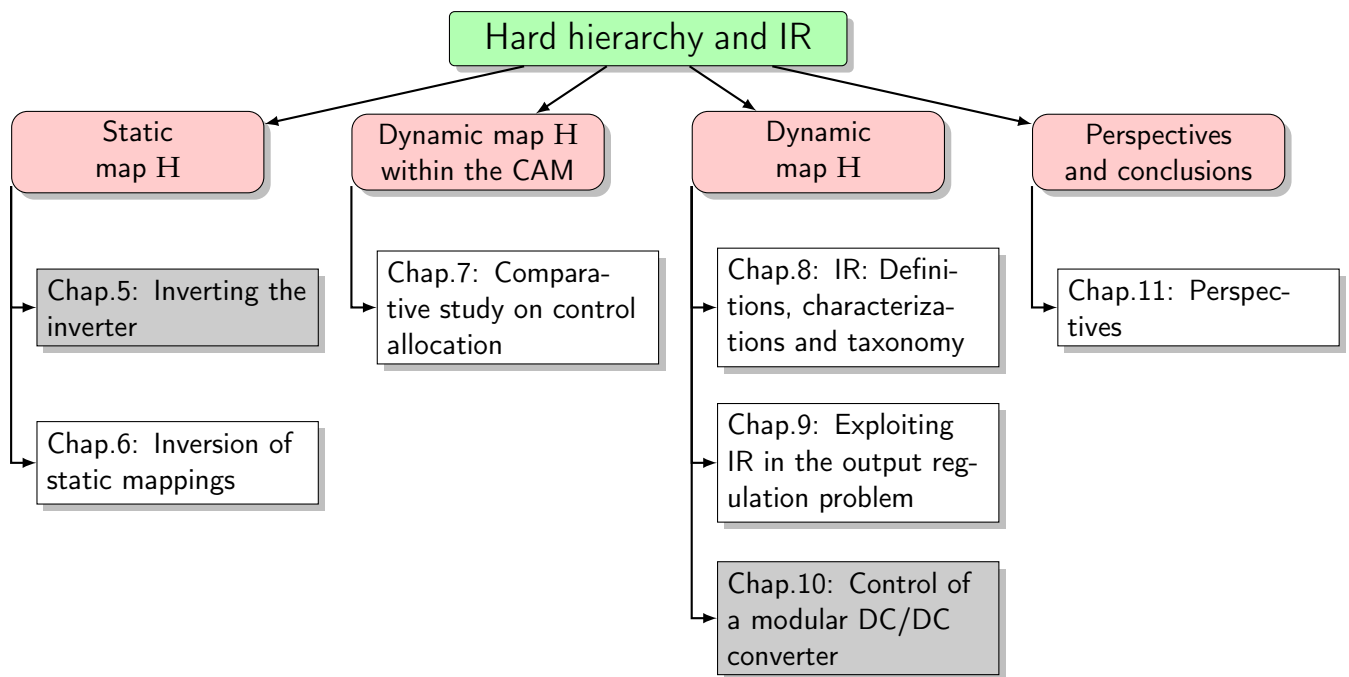 Hard hierarchy and IR
Static
map H
Dynamic map H
within the CAM
Dynamic
map H
Perspectives
and conclusions
Chap.5: Inverting the
inverter
Chap.6: Inversion of
static mappings
Chap.7: Compara-
tive study on control
allocation
Chap.8: IR: Defini-
tions, characteriza-
tions and taxonomy
Chap.9: Exploiting
IR in the output reg-
ulation problem
Chap.10: Control of
a modular DC/DC
converter
Chap.11: Perspec-
tives